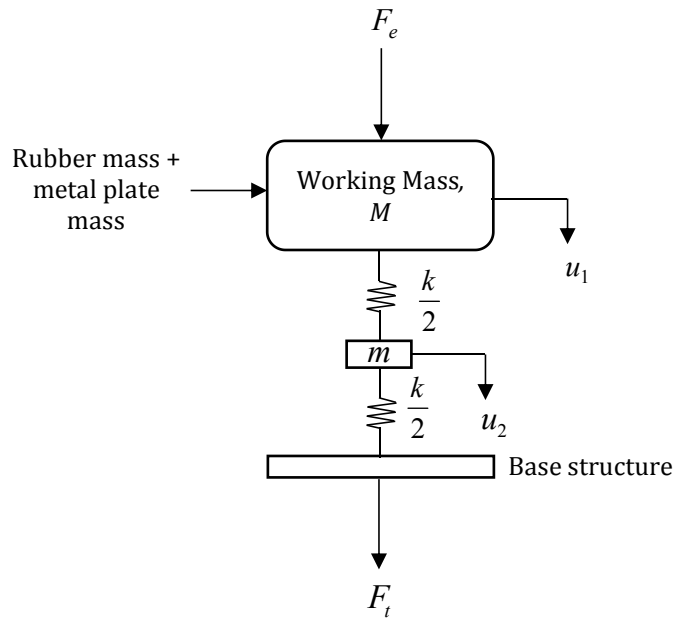 F_e
Rubber mass +
metal plate
mass
Working Mass,
M
u_1
k/2
m
k/2
u_2
Base structure
F_t